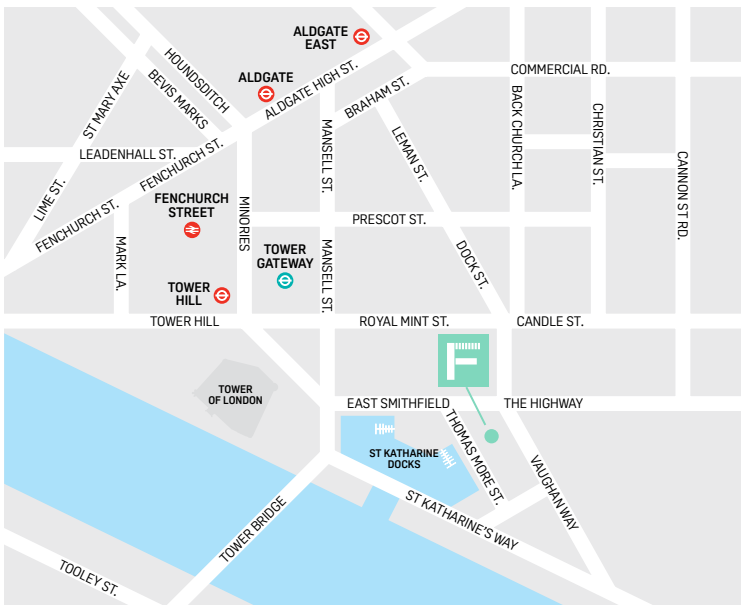 ALDGATE
EAST
HOUNDSDITCH
ALDGATE
COMMERCIAL RD.
ALDGATE HIGH ST.
BEVIS MARKS
ST MARY AXE
BRAHAM ST.
BACK CHURCH LA.
CHRISTIAN ST.
LEADENHALL ST.
FENCHURCH ST.
MANSELL ST.
LEMAN ST.
CANNON ST RD.
LIME ST.
FENCHURCH ST.
FENCHURCH
STREET
MINORIES
PRESCOT ST.
MARK LA.
TOWER
GATEWAY
MANSELL ST.
DOCK ST.
TOWER
HILL
TOWER HILL
ROYAL MINT ST.
CANDLE ST.
F
TOWER
OF LONDON
EAST SMITHFIELD
THE HIGHWAY
ST KATHARINE
DOCKS
THOMAS MORE ST.
VAUGHAN WAY
ST KATHARINE'S WAY
TOWER BRIDGE
TOOLEY ST.